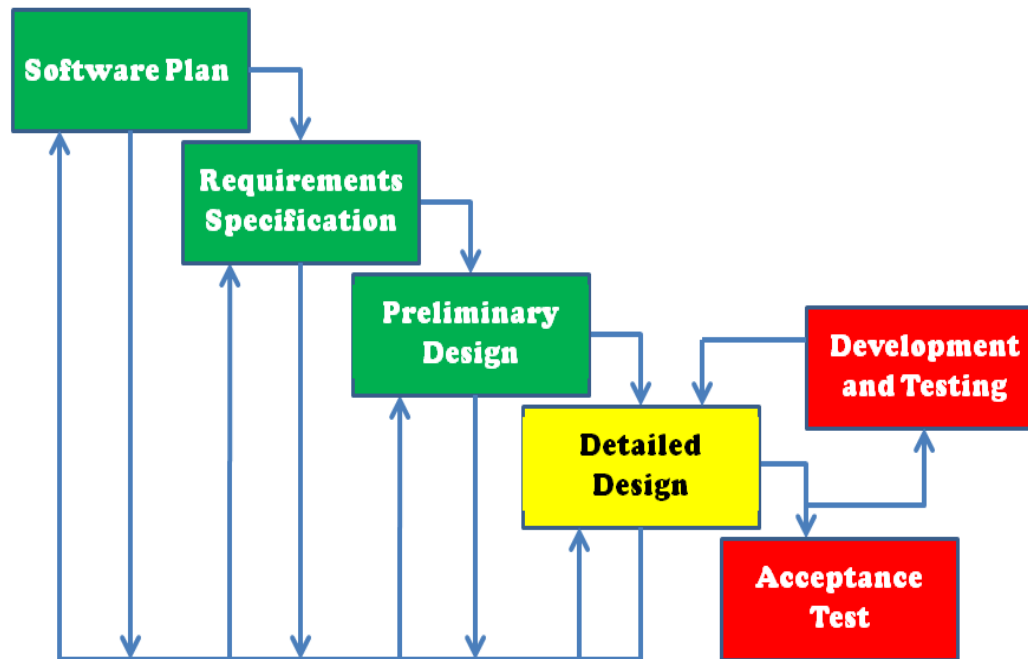 Software Plan
Requirements
Specification
Preliminary
Design
Development
and Testing
Detailed
Design
Acceptance
Test